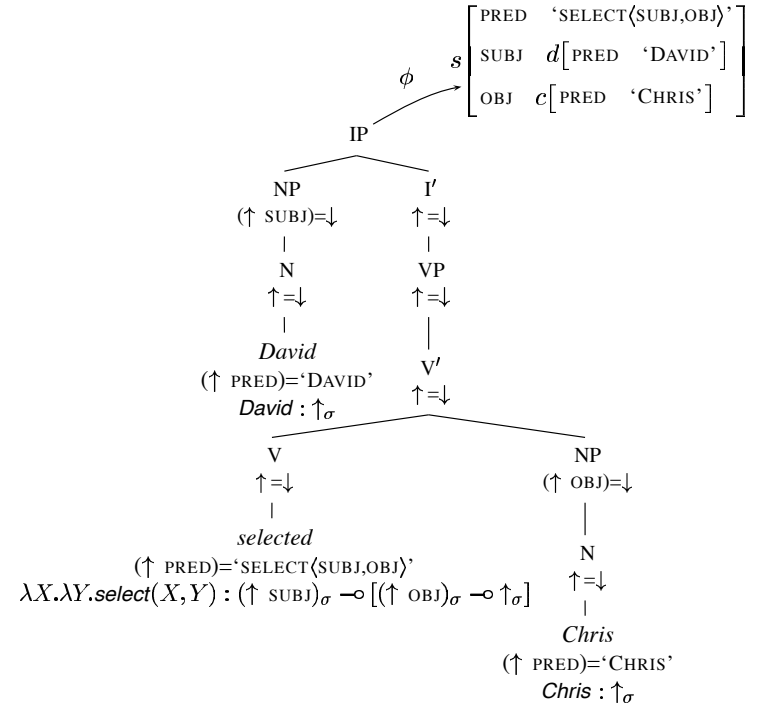 PRED ‘SELECT⟨SUBJ,OBJ⟩’
s SUBJ d[PRED ‘DAVID’]
OBJ c[PRED ‘CHRIS’]
ϕ
IP
NP I′
(↑ SUBJ)=↓ ↑=↓
N VP
↑=↓ ↑=↓
David
(↑ PRED)=‘DAVID’
David : ↑σ
V′
↑=↓
V NP
↑=↓ (↑ OBJ)=↓
selected
(↑ PRED)=‘SELECT⟨SUBJ,OBJ⟩’
λX.λY.select(X, Y) : (↑ SUBJ)σ ⊸ [(↑ OBJ)σ ⊸ ↑σ]
N
↑=↓
Chris
(↑ PRED)=‘CHRIS’
Chris : ↑σ